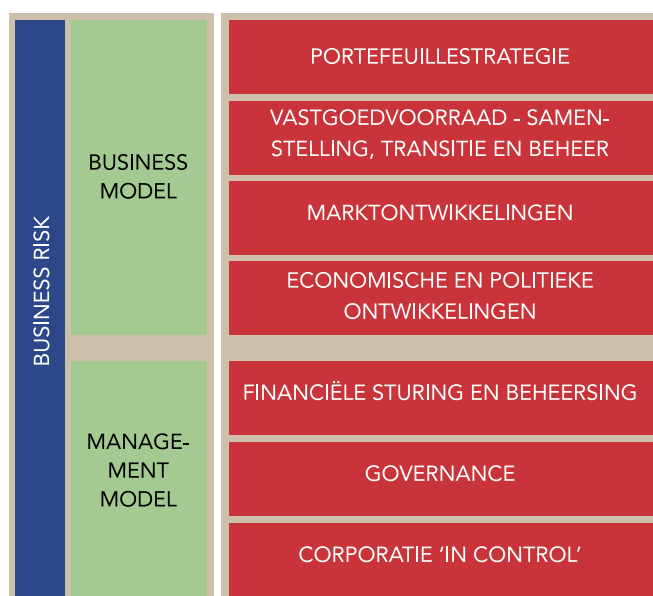 BUSINESS RISK
BUSINESS
MODEL
PORTEFEUILLESTRATEGIE
VASTGOEDVOORRAAD - SAMEN-
STELLING, TRANSITIE EN BEHEER
MARKTONTWIKKELINGEN
ECONOMISCHE EN POLITIEKE
ONTWIKKELINGEN
MANAGE-
MENT
MODEL
FINANCIËLE STURING EN BEHEERSING
GOVERNANCE
CORPORATIE ‘IN CONTROL’